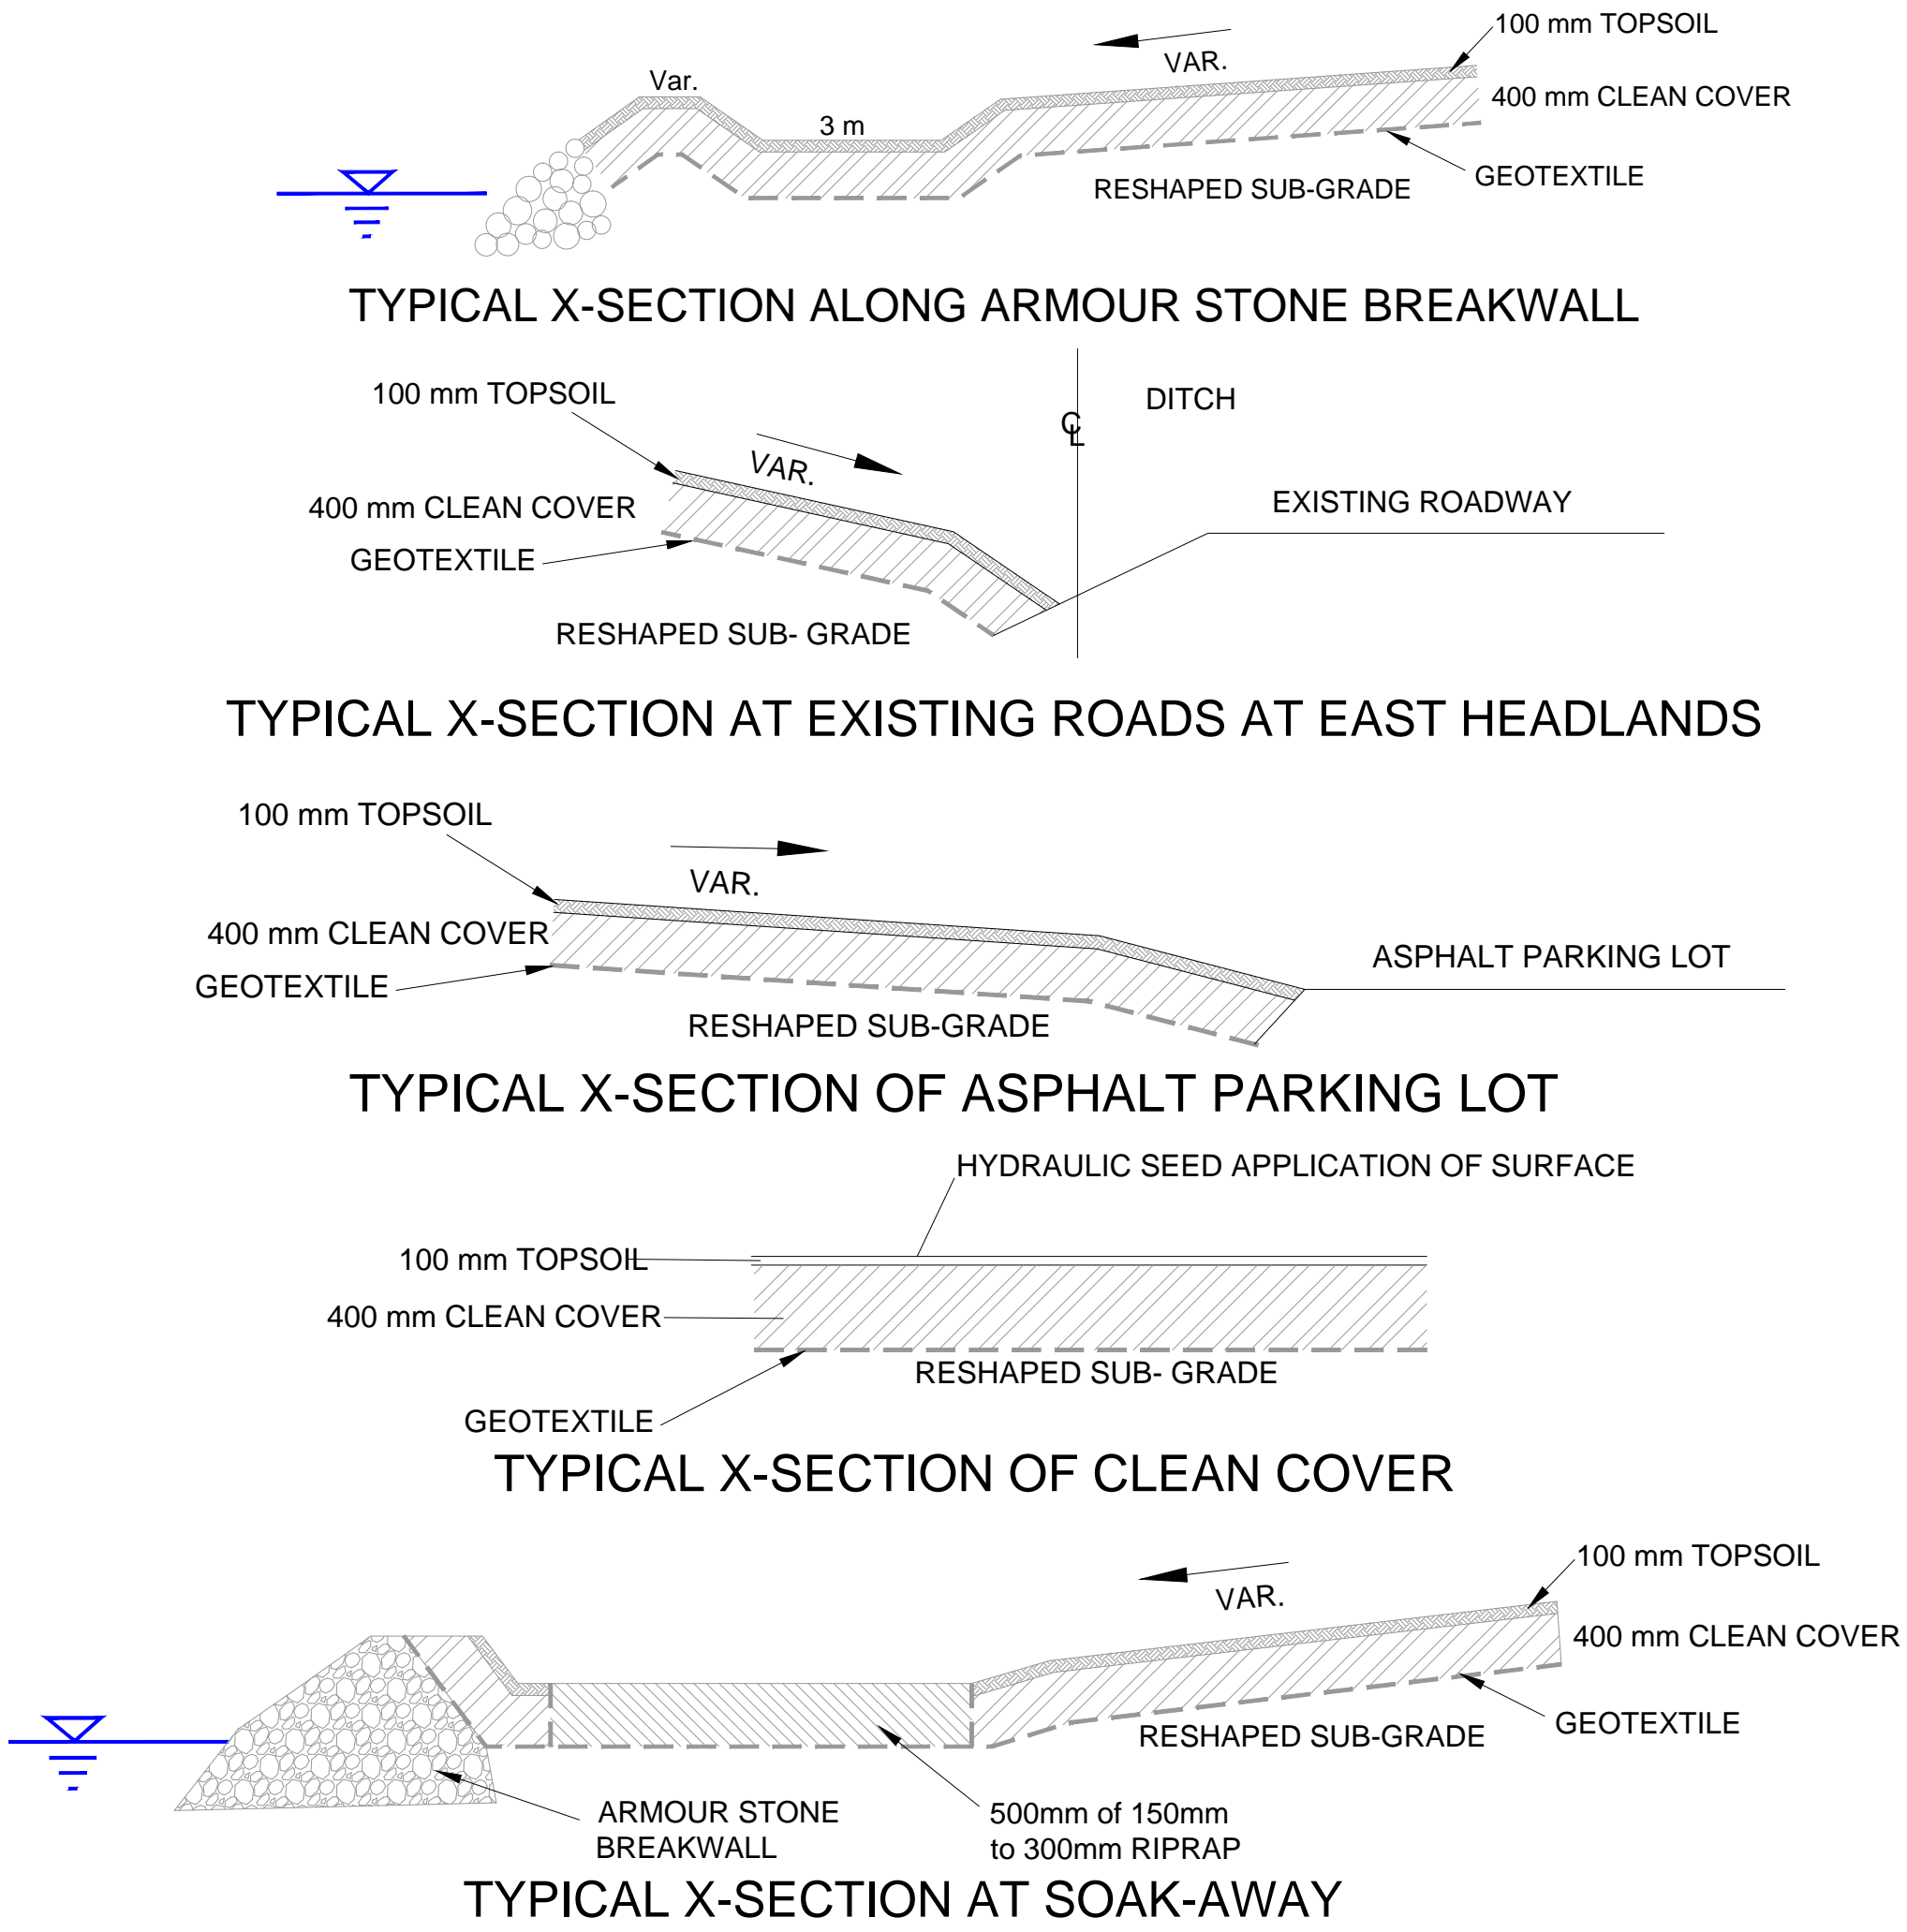 100 mm TOPSOIL
VAR.
Var.
400 mm CLEAN COVER
3 m
GEOTEXTILE
RESHAPED SUB-GRADE
TYPICAL X-SECTION ALONG ARMOUR STONE BREAKWALL
100 mm TOPSOIL
DITCH
CL
VAR.
400 mm CLEAN COVER
EXISTING ROADWAY
GEOTEXTILE
RESHAPED SUB- GRADE
TYPICAL X-SECTION AT EXISTING ROADS AT EAST HEADLANDS
100 mm TOPSOIL
VAR.
400 mm CLEAN COVER
ASPHALT PARKING LOT
GEOTEXTILE
RESHAPED SUB-GRADE
TYPICAL X-SECTION OF ASPHALT PARKING LOT
HYDRAULIC SEED APPLICATION OF SURFACE
100 mm TOPSOIL
400 mm CLEAN COVER
RESHAPED SUB- GRADE
GEOTEXTILE
TYPICAL X-SECTION OF CLEAN COVER
100 mm TOPSOIL
VAR.
400 mm CLEAN COVER
GEOTEXTILE
RESHAPED SUB-GRADE
ARMOUR STONE
BREAKWALL
500mm of 150mm
to 300mm RIPRAP
TYPICAL X-SECTION AT SOAK-AWAY